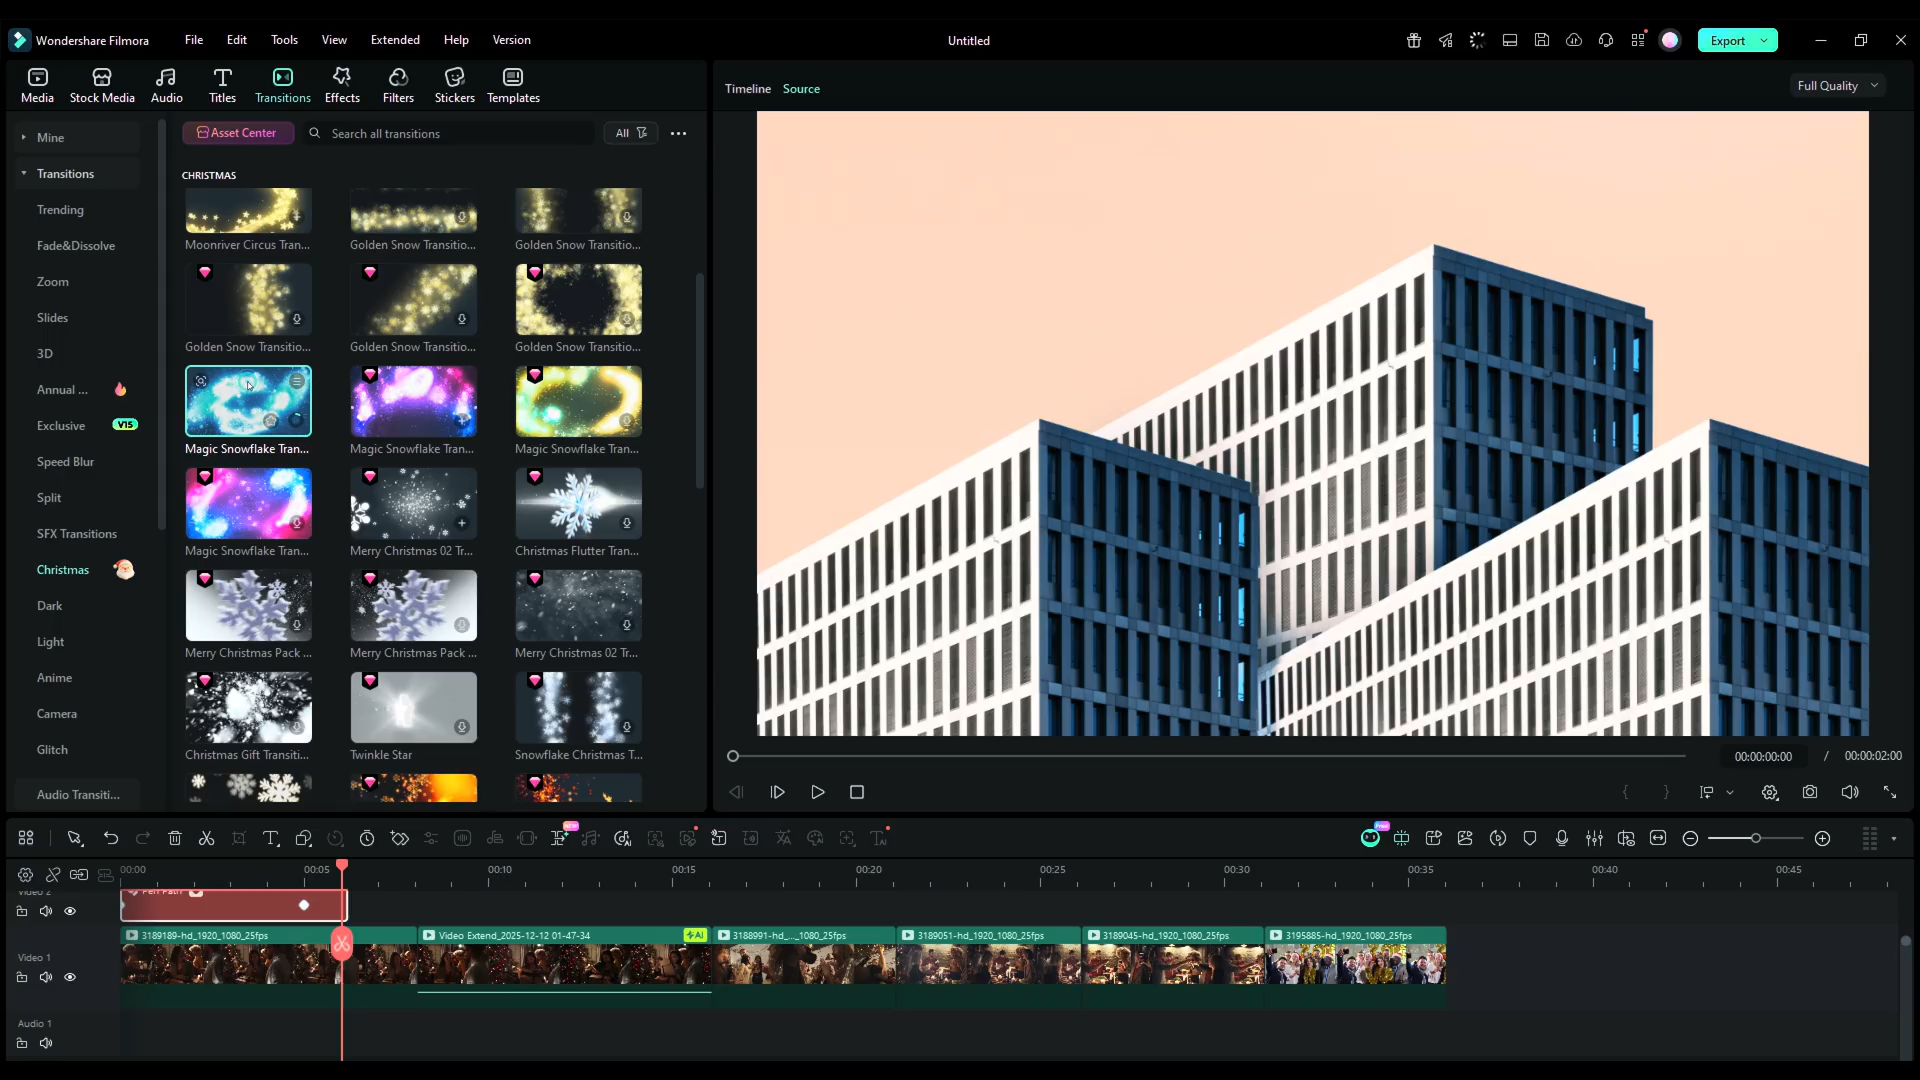 Wondershare Filmora
File
Edit
Tools
View
Extended
Help
Version
Untitled
Export
Media
Stock Media
Audio
Titles
Transitions
Effects
Filters
Stickers
Templates
Timeline
Source
Full Quality
Mine
Transitions
Trending
Fade&Dissolve
Zoom
Slides
3D
Annual ...
Exclusive
V15
Speed Blur
Split
SFX Transitions
Christmas
Dark
Light
Anime
Camera
Glitch
Audio Transiti...
Asset Center
Search all transitions
All
CHRISTMAS
Moonriver Circus Tran...
Golden Snow Transitio...
Golden Snow Transitio...
Golden Snow Transitio...
Golden Snow Transitio...
Golden Snow Transitio...
Magic Snowflake Tran...
Magic Snowflake Tran...
Magic Snowflake Tran...
Magic Snowflake Tran...
Merry Christmas 02 Tr...
Christmas Flutter Tran...
Merry Christmas Pack ...
Merry Christmas Pack ...
Merry Christmas 02 Tr...
Christmas Gift Transiti...
Twinkle Star
Snowflake Christmas T...
00:00:00:00
/
00:00:02:00
00:00
00:05
00:10
00:15
00:20
00:25
00:30
00:35
00:40
00:45
Video 2
Pen Path
3189189-hd_1920_1080_25fps
Video Extend_2025-12-12 01-47-34
AI
3188991-hd_..._1080_25fps
3189051-hd_1920_1080_25fps
3189045-hd_1920_1080_25fps
3195885-hd_1920_1080_25fps
Video 1
Audio 1